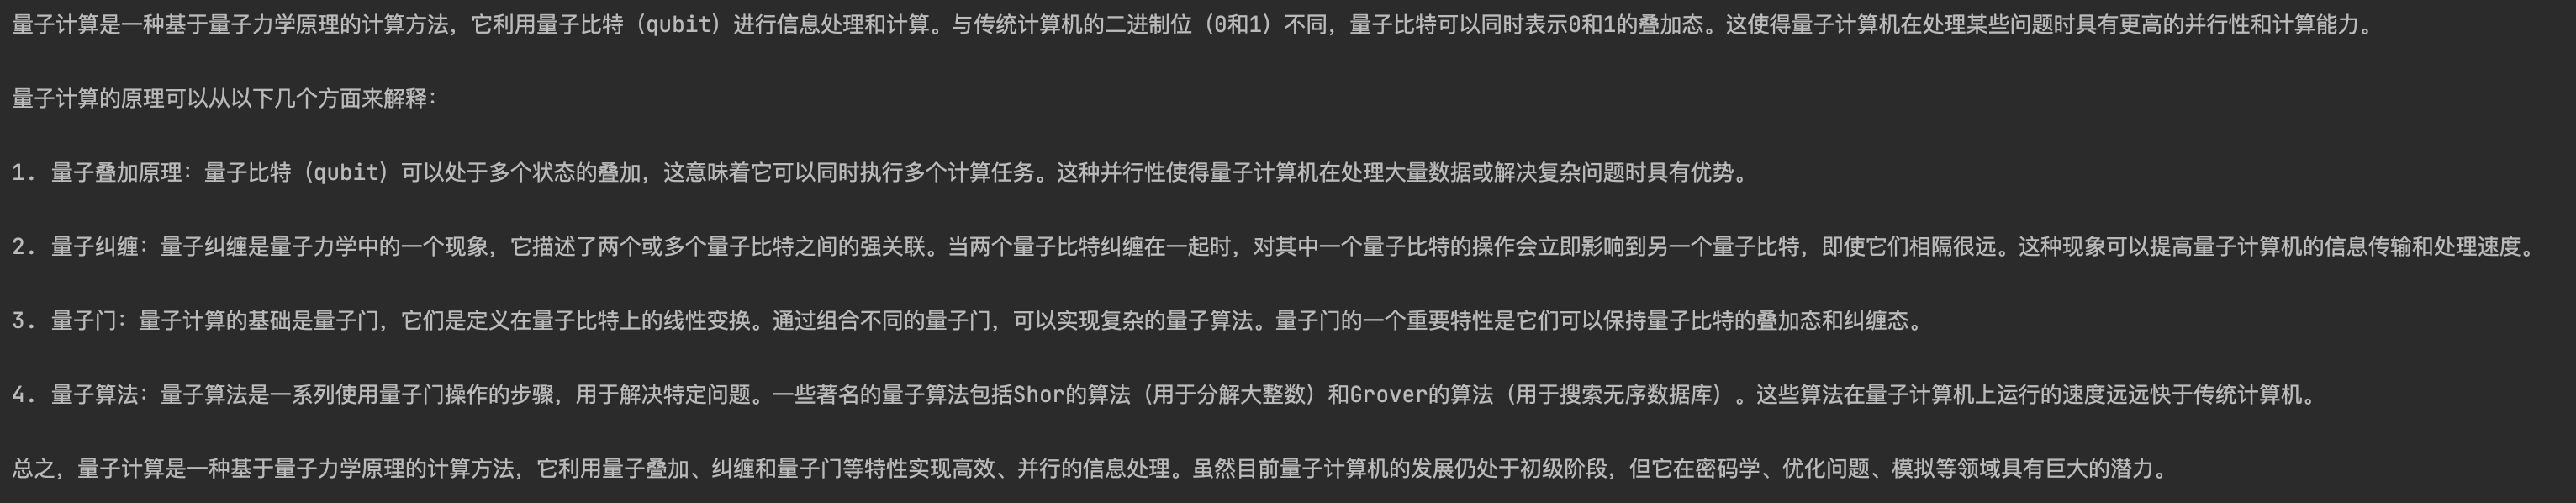 量子计算是一种基于量子力学原理的计算方法，它利用量子比特（qubit）进行信息处理和计算。与传统计算机的二进制位（0和1）不同，量子比特可以同时表示0和1的叠加态。这使得量子计算机在处理某些问题时具有更高的并行性和计算能力。
量子计算的原理可以从以下几个方面来解释：
1. 量子叠加原理：量子比特（qubit）可以处于多个状态的叠加，这意味着它可以同时执行多个计算任务。这种并行性使得量子计算机在处理大量数据或解决复杂问题时具有优势。
2. 量子纠缠：量子纠缠是量子力学中的一个现象，它描述了两个或多个量子比特之间的强关联。当两个量子比特纠缠在一起时，对其中一个量子比特的操作会立即影响到另一个量子比特，即使它们相隔很远。这种现象可以提高量子计算机的信息传输和处理速度。
3. 量子门：量子计算的基础是量子门，它们是定义在量子比特上的线性变换。通过组合不同的量子门，可以实现复杂的量子算法。量子门的一个重要特性是它们可以保持量子比特的叠加态和纠缠态。
4. 量子算法：量子算法是一系列使用量子门操作的步骤，用于解决特定问题。一些著名的量子算法包括Shor的算法（用于分解大整数）和Grover的算法（用于搜索无序数据库）。这些算法在量子计算机上运行的速度远远快于传统计算机。
总之，量子计算是一种基于量子力学原理的计算方法，它利用量子叠加、纠缠和量子门等特性实现高效、并行的信息处理。虽然目前量子计算机的发展仍处于初级阶段，但它在密码学、优化问题、模拟等领域具有巨大的潜力。